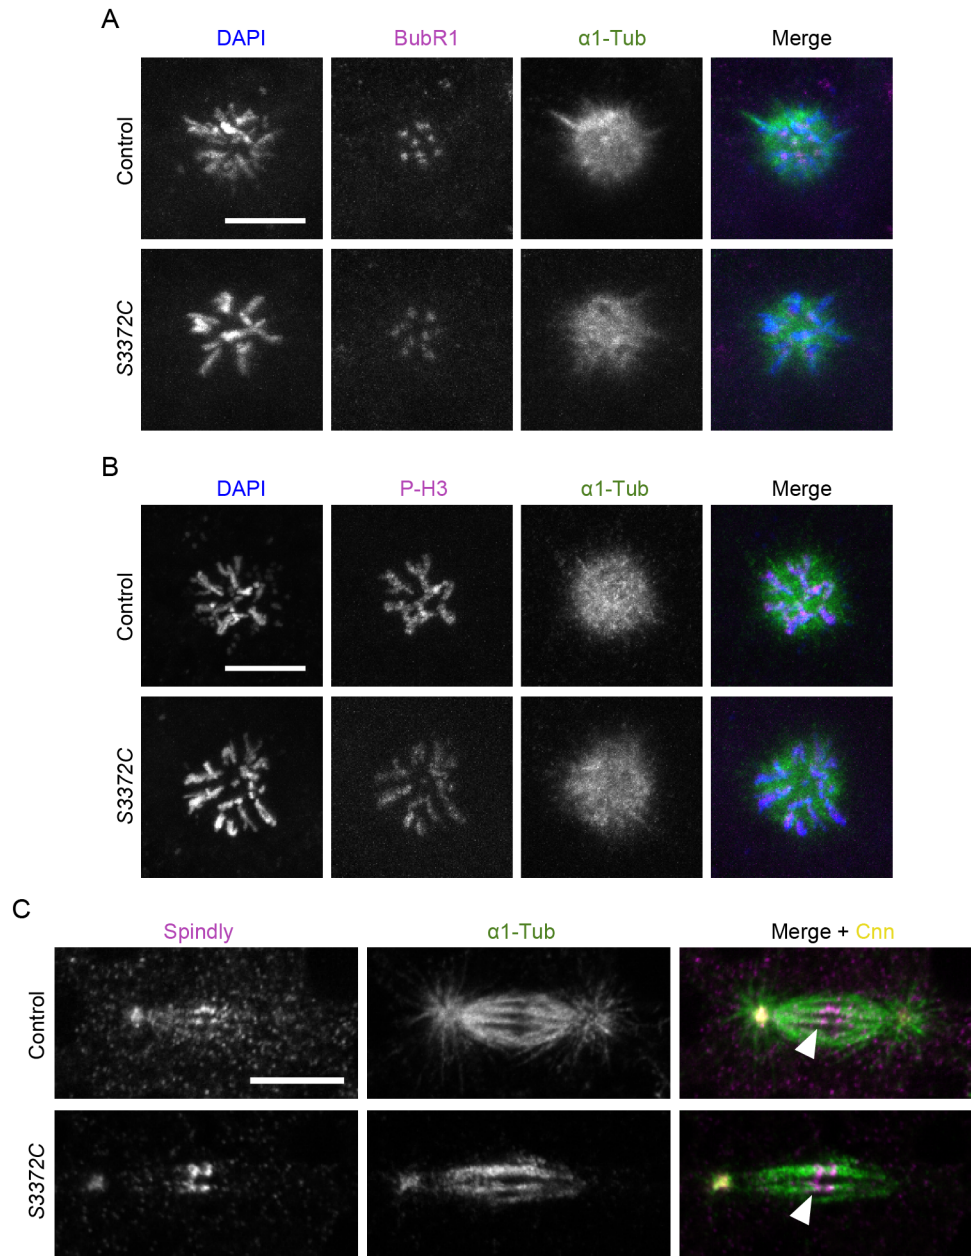 A
DAPI BubR1 α1-Tub Merge
Control
S3372C
B
DAPI P-H3 α1-Tub Merge
Control
S3372C
C
Spindly α1-Tub Merge + Cnn
Control
S3372C